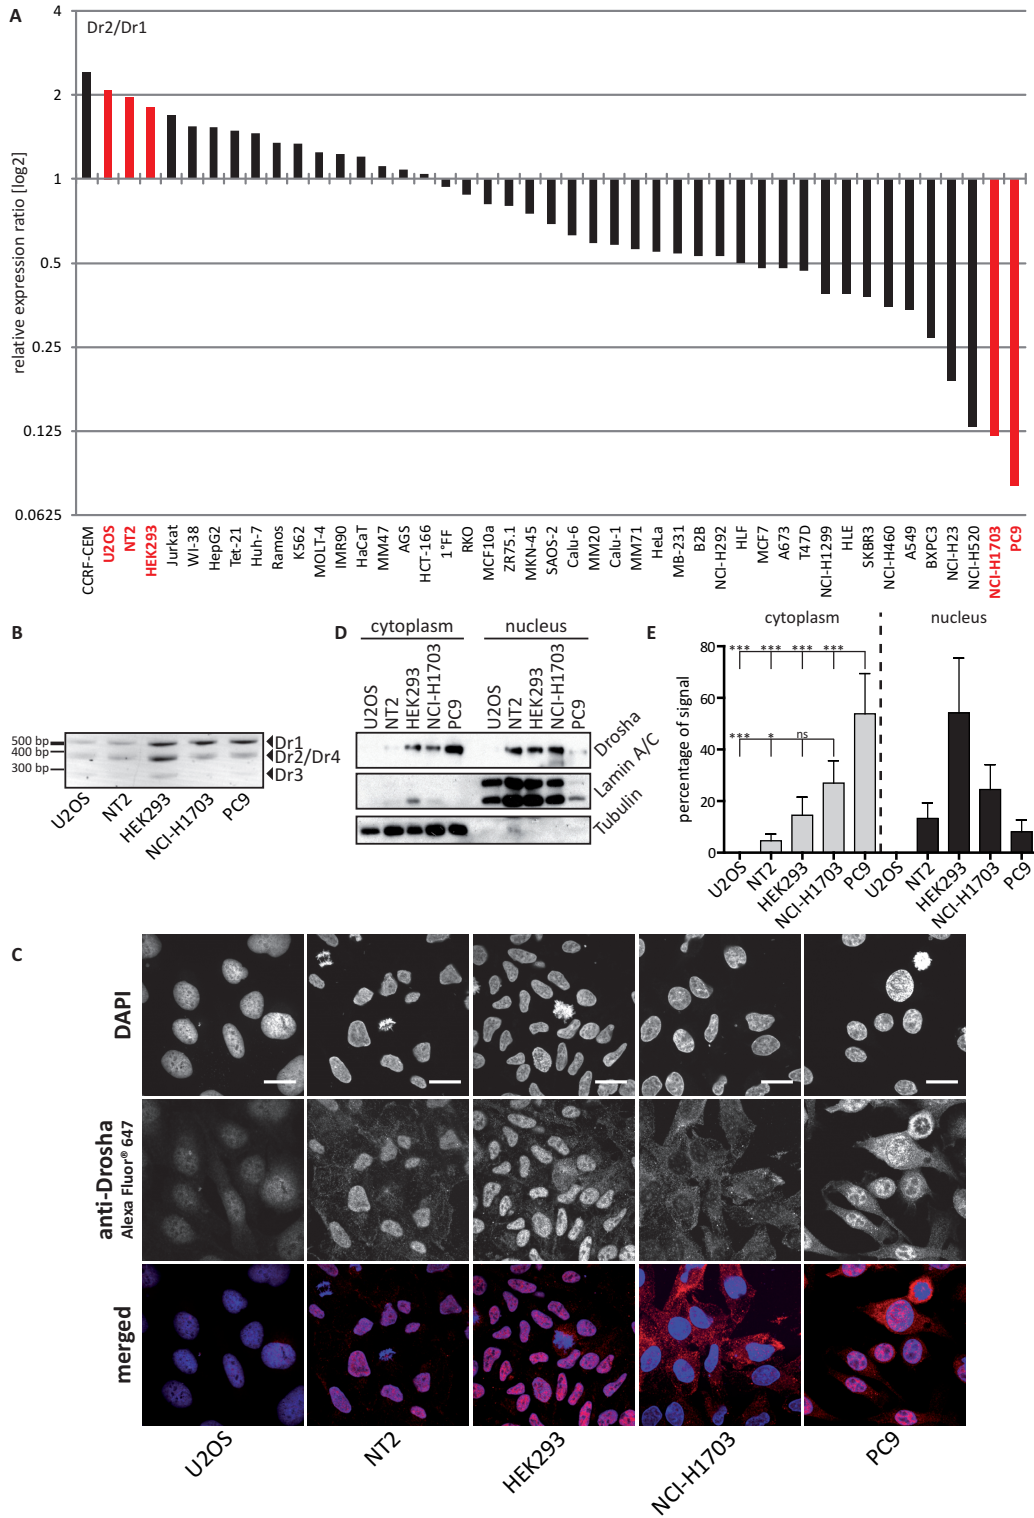 A
Dr2/Dr1
relative expression ratio [log2]
4
2
1
0.5
0.25
0.125
0.0625
CCRF-CEM
U2OS
NT2
HEK293
Jurkat
WI-38
HepG2
Tet-21
Huh-7
Ramos
K562
MOLT-4
IMR90
HaCaT
MM47
AGS
HCT-166
1°FF
RKO
MCF10a
ZR75.1
MKN-45
SAOS-2
Calu-6
MM20
Calu-1
MM71
HeLa
MB-231
B2B
NCI-H292
HLF
MCF7
A673
T47D
NCI-H1299
HLE
SKBR3
NCI-H460
A549
BXPC3
NCI-H23
NCI-H520
NCI-H1703
PC9
B
500 bp
400 bp
300 bp
Dr1
Dr2/Dr4
Dr3
U2OS
NT2
HEK293
NCI-H1703
PC9
D
cytoplasm
nucleus
U2OS
NT2
HEK293
NCI-H1703
PC9
U2OS
NT2
HEK293
NCI-H1703
PC9
Drosha
Lamin A/C
Tubulin
E
cytoplasm
nucleus
percentage of signal
80
60
40
20
0
*** *** *** ***
*** * ns
U2OS
NT2
HEK293
NCI-H1703
PC9
U2OS
NT2
HEK293
NCI-H1703
PC9
C
DAPI
anti-Drosha
Alexa Fluor® 647
merged
U2OS
NT2
HEK293
NCI-H1703
PC9